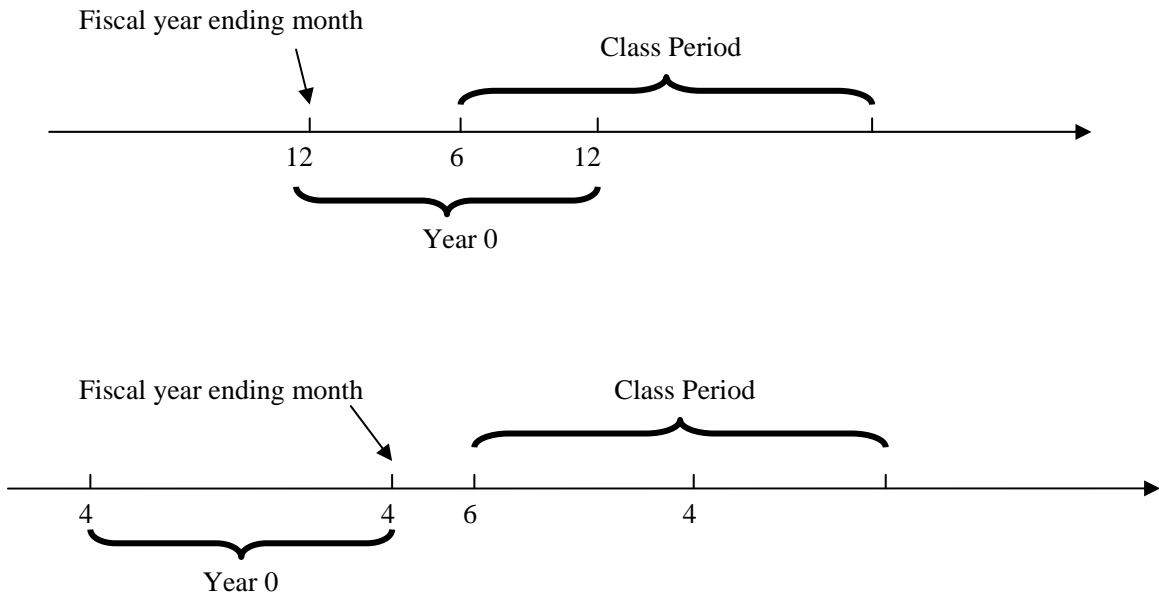 Fiscal year ending month
Class Period
12 6 12
Year 0
Fiscal year ending month
Class Period
4 4 6 4
Year 0